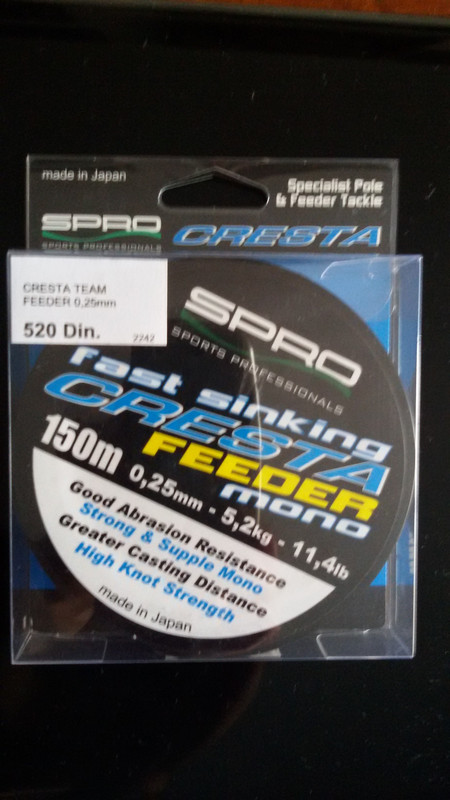 made in Japan
Specialist Pole
& Feeder Tackle
SPRO
SPORTS PROFESSIONALS
CRESTA
CRESTA TEAM
FEEDER 0,25mm
520 Din.
2242
SPRO
SPORTS PROFESSIONALS
fast sinking
CRESTA
FEEDER
mono
150m
0,25mm - 5,2kg - 11,4lb
Good Abrasion Resistance
Strong & Supple Mono
Greater Casting Distance
High Knot Strength
made in Japan